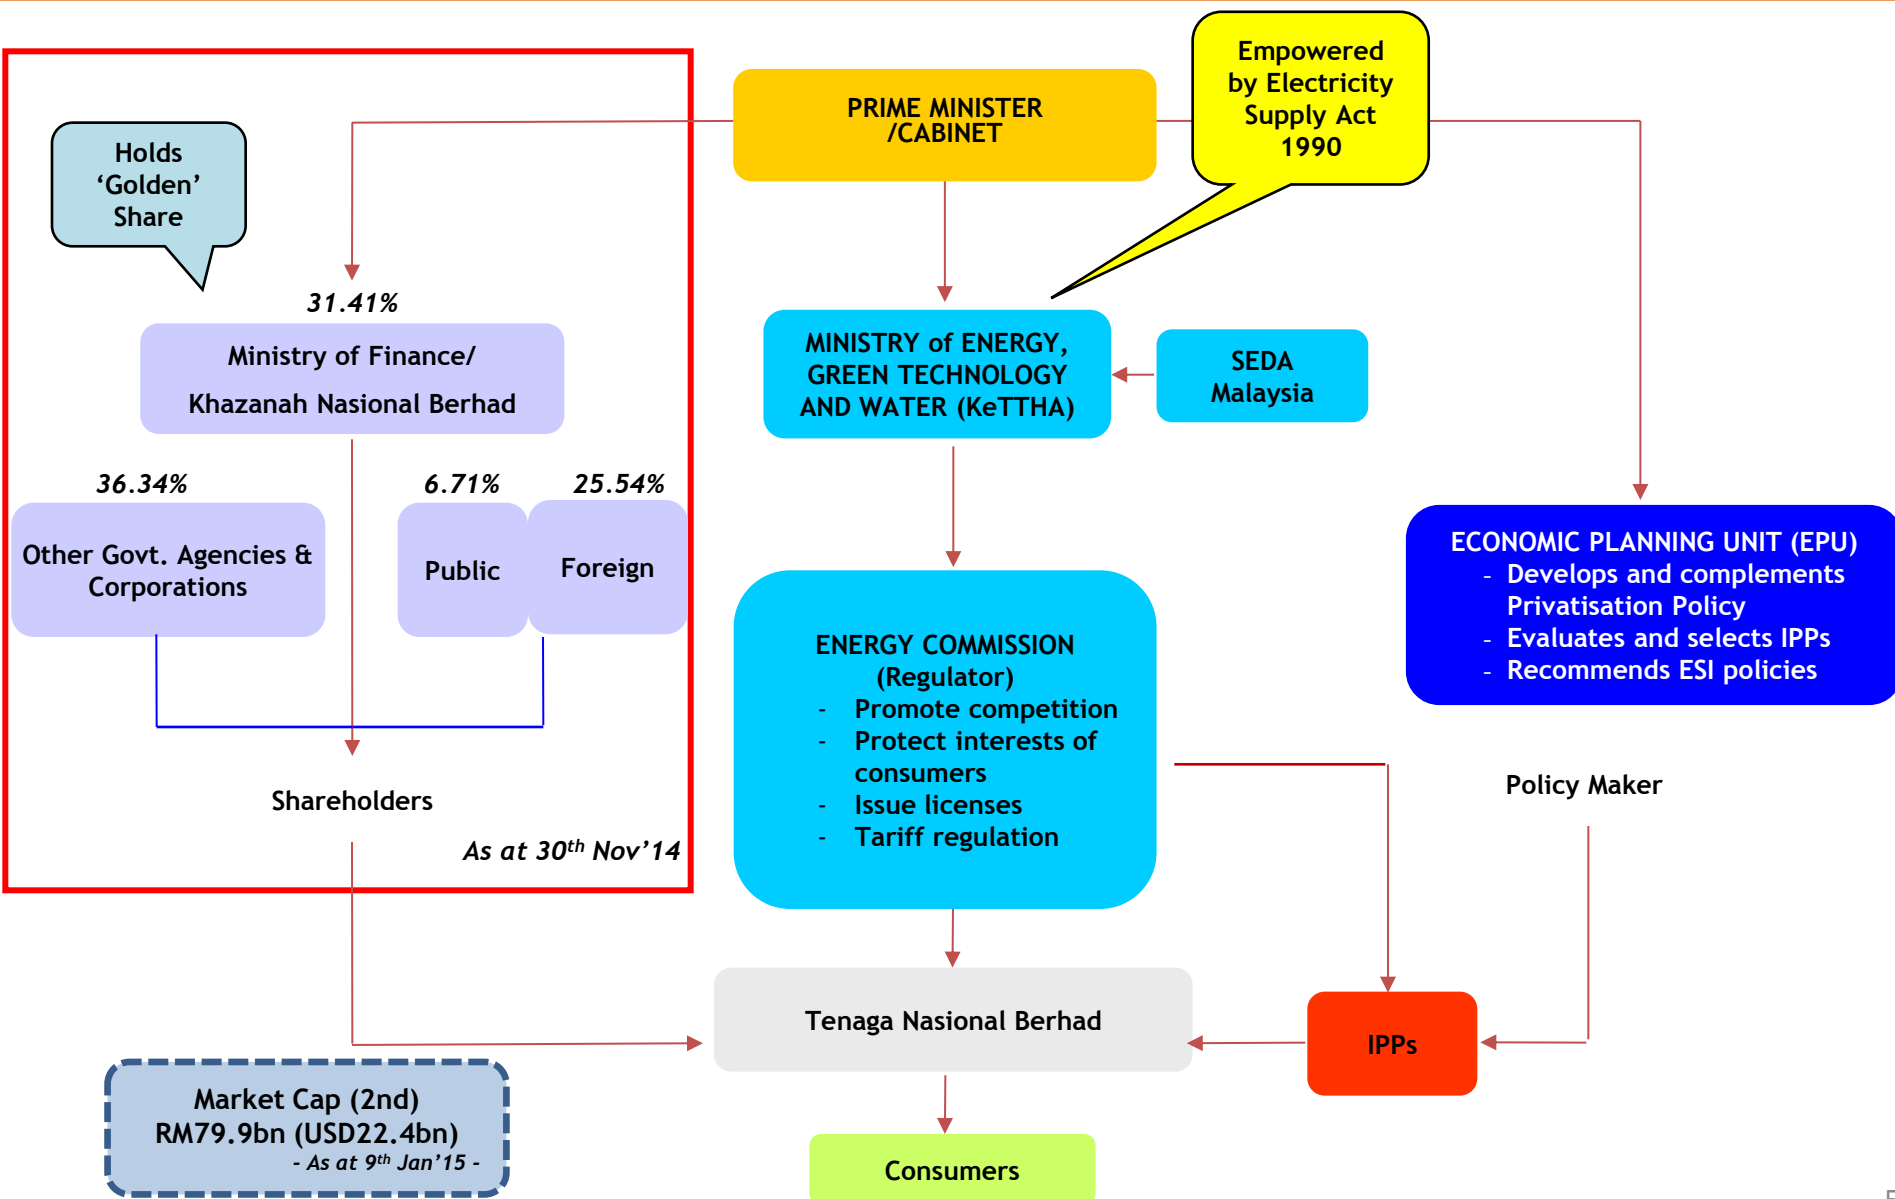 PRIME MINISTER
/CABINET
Empowered
by Electricity
Supply Act
1990
Holds
‘Golden’
Share
31.41%
Ministry of Finance/
Khazanah Nasional Berhad
MINISTRY of ENERGY,
GREEN TECHNOLOGY
AND WATER (KeTTHA)
SEDA
Malaysia
36.34%
6.71%
25.54%
Other Govt. Agencies &
Corporations
Public
Foreign
ECONOMIC PLANNING UNIT (EPU)
- Develops and complements
Privatisation Policy
- Evaluates and selects IPPs
- Recommends ESI policies
ENERGY COMMISSION
(Regulator)
- Promote competition
- Protect interests of
consumers
- Issue licenses
- Tariff regulation
Shareholders
As at 30th Nov’14
Policy Maker
Tenaga Nasional Berhad
IPPs
Market Cap (2nd)
RM79.9bn (USD22.4bn)
- As at 9th Jan’15 -
Consumers